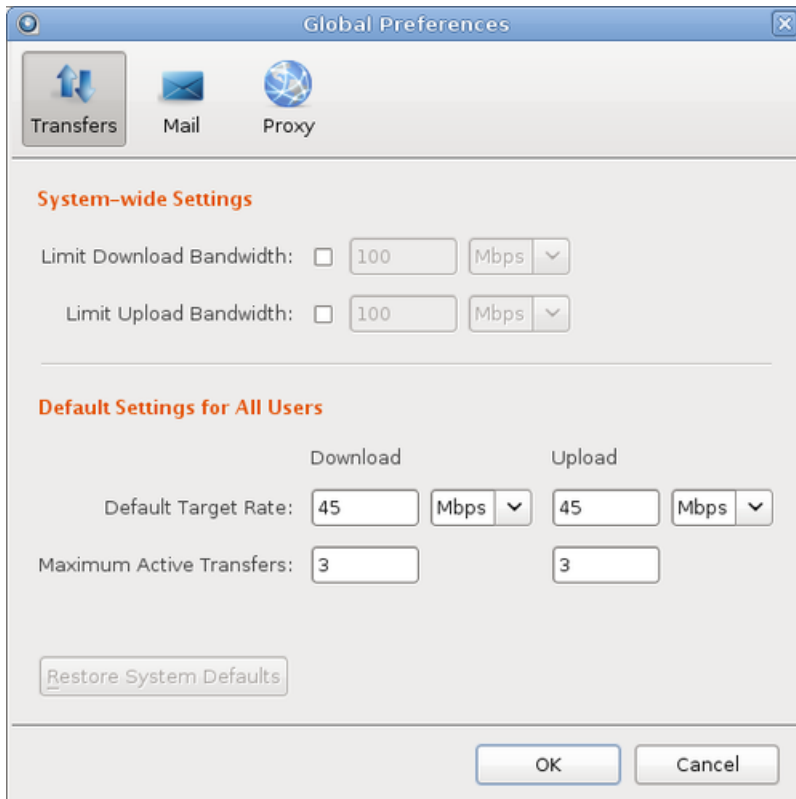 Global Preferences
Transfers Mail Proxy
System-wide Settings
Limit Download Bandwidth: 100 Mbps
Limit Upload Bandwidth: 100 Mbps
Default Settings for All Users
Download Upload
Default Target Rate: 45 Mbps 45 Mbps
Maximum Active Transfers: 3 3
Restore System Defaults
OK Cancel